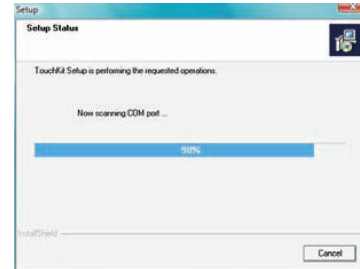 Setup
Setup Status
TouchKit Setup is performing the requested operations.
Now scanning COM port ...
90%
InstallShield
Cancel